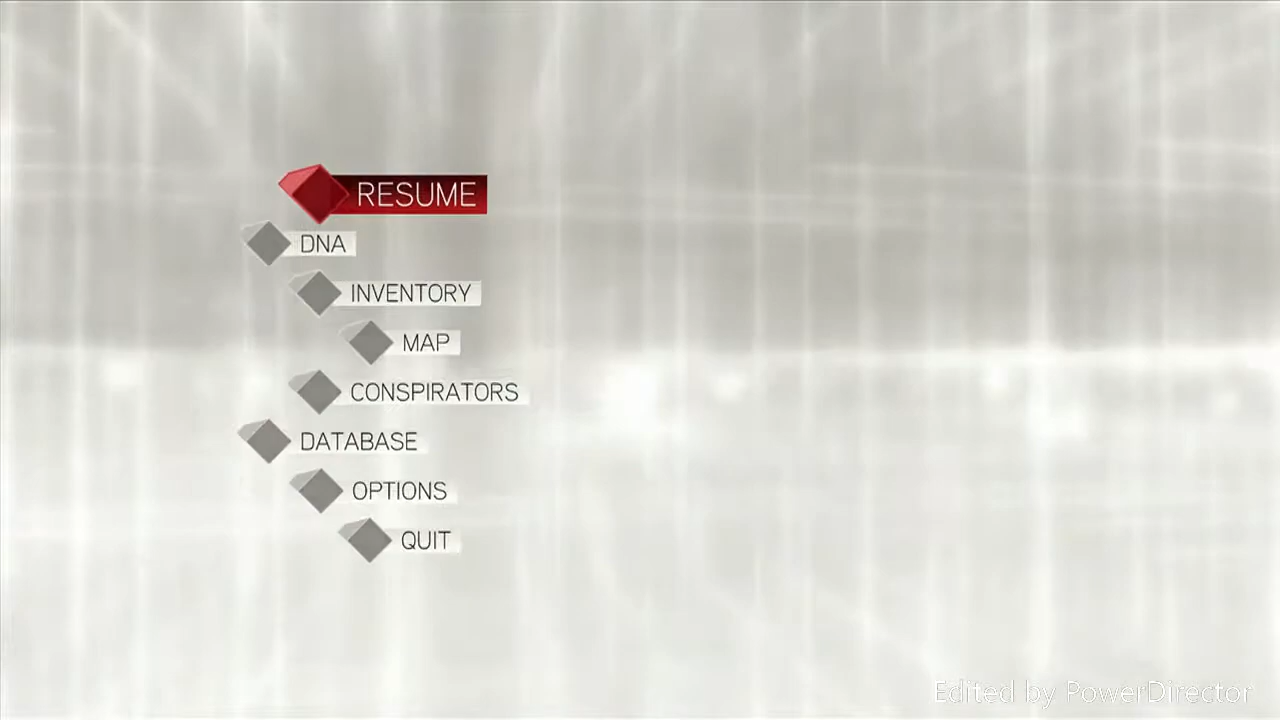 RESUME
DNA
INVENTORY
MAP
CONSPIRATORS
DATABASE
OPTIONS
QUIT
Edited by PowerDirector